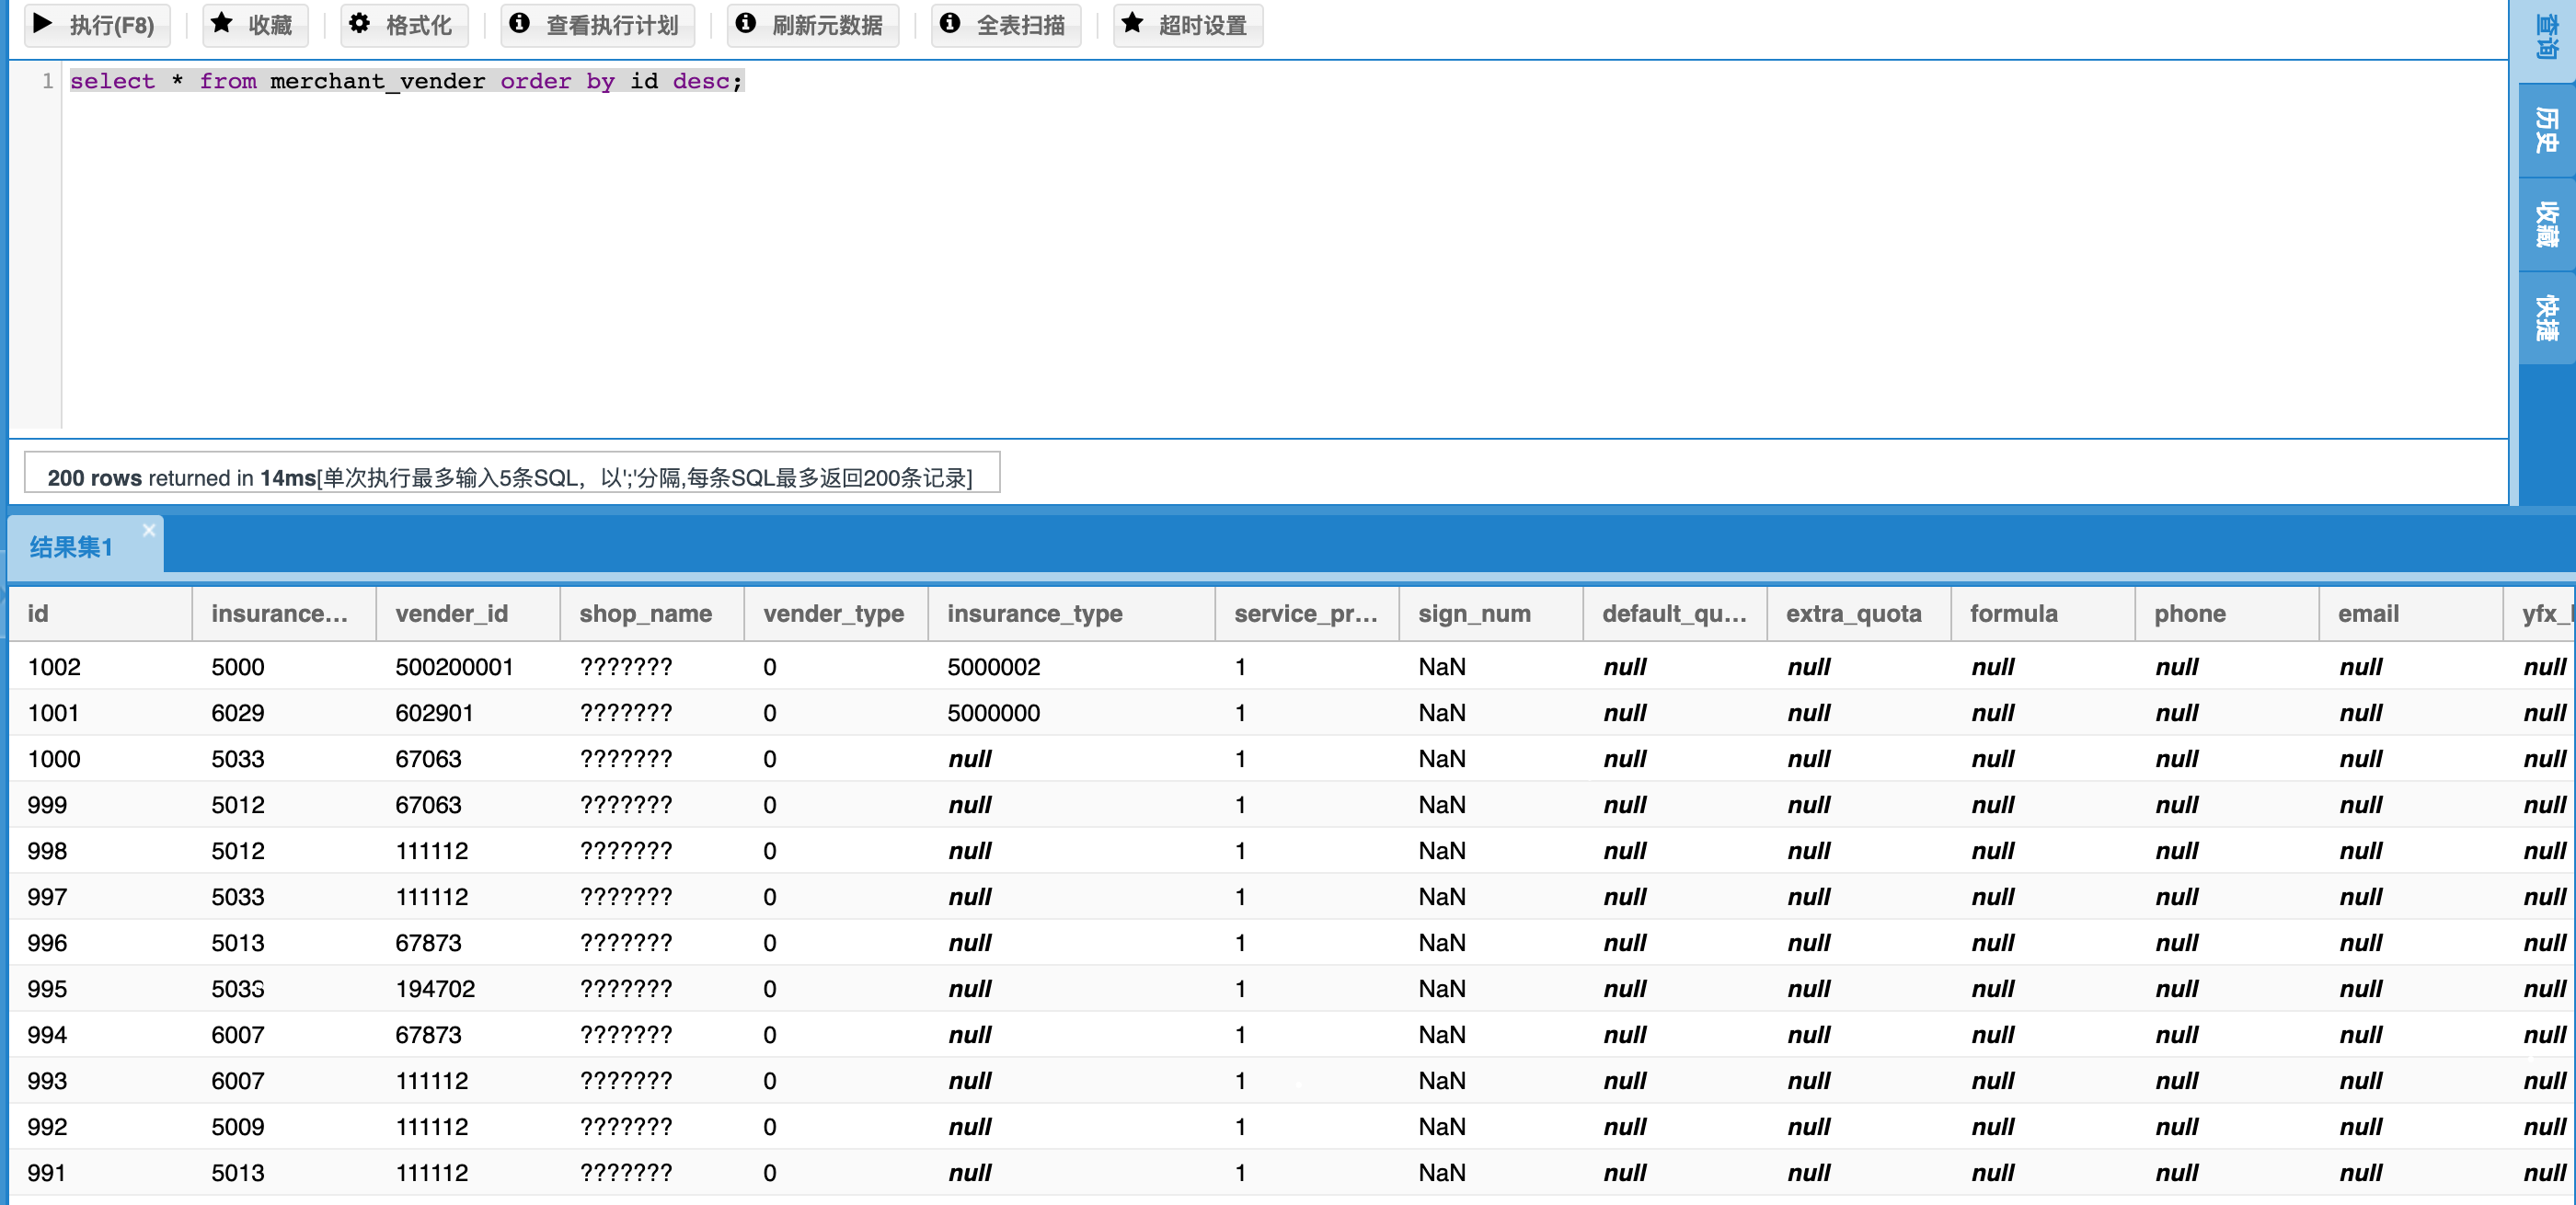 执行(F8) 收藏 格式化 查看执行计划 刷新元数据 全表扫描 超时设置
查询
历史
收藏
快捷
1 select * from merchant_vender order by id desc;
200 rows returned in 14ms[单次执行最多输入5条SQL，以';'分隔,每条SQL最多返回200条记录]
结果集1
id insurance... vender_id shop_name vender_type insurance_type service_pr... sign_num default_qu... extra_quota formula phone email yfx_
1002 5000 500200001 ??????? 0 5000002 1 NaN null null null null null null
1001 6029 602901 ??????? 0 5000000 1 NaN null null null null null null
1000 5033 67063 ??????? 0 null 1 NaN null null null null null null
999 5012 67063 ??????? 0 null 1 NaN null null null null null null
998 5012 111112 ??????? 0 null 1 NaN null null null null null null
997 5033 111112 ??????? 0 null 1 NaN null null null null null null
996 5013 67873 ??????? 0 null 1 NaN null null null null null null
995 5033 194702 ??????? 0 null 1 NaN null null null null null null
994 6007 67873 ??????? 0 null 1 NaN null null null null null null
993 6007 111112 ??????? 0 null 1 NaN null null null null null null
992 5009 111112 ??????? 0 null 1 NaN null null null null null null
991 5013 111112 ??????? 0 null 1 NaN null null null null null null